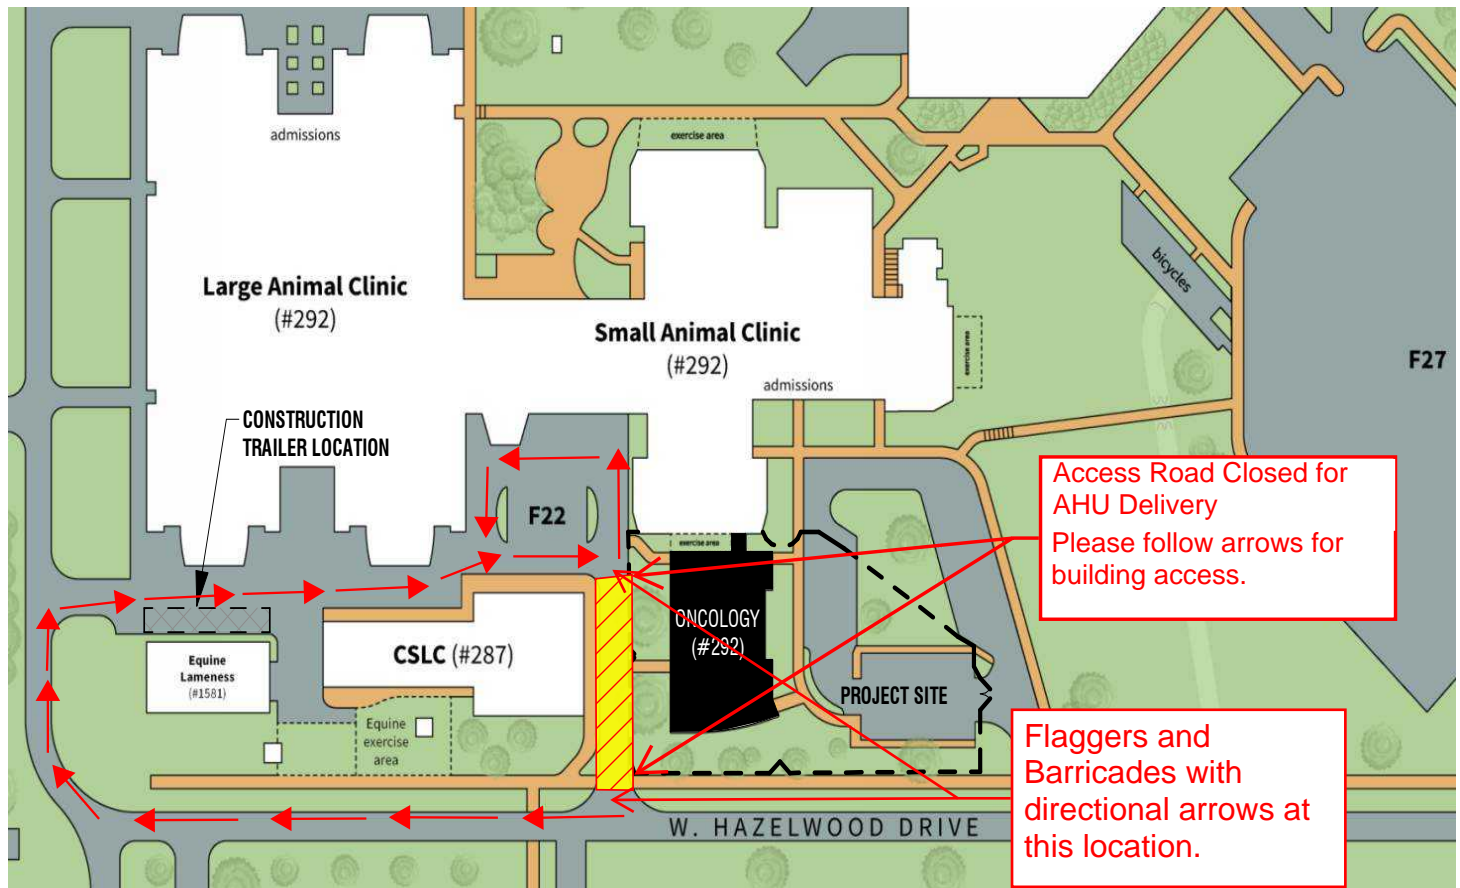 admissions
exercise area
Large Animal Clinic
(#292)
Small Animal Clinic
(#292)
admissions
exercise area
bicycles
F27
CONSTRUCTION
TRAILER LOCATION
F22
exercise area
Access Road Closed for
AHU Delivery
Please follow arrows for
building access.
ONCOLOGY
(#292)
CSLC (#287)
Equine
Lameness
(#1581)
PROJECT SITE
Equine
exercise
area
Flaggers and
Barricades with
directional arrows at
this location.
W. HAZELWOOD DRIVE